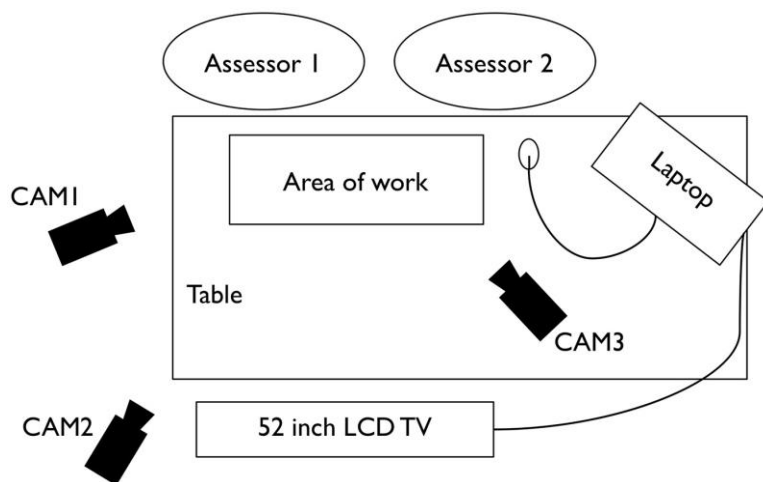 Assessor 1
Assessor 2
Laptop
Area of work
CAM1
Table
CAM3
CAM2
52 inch LCD TV